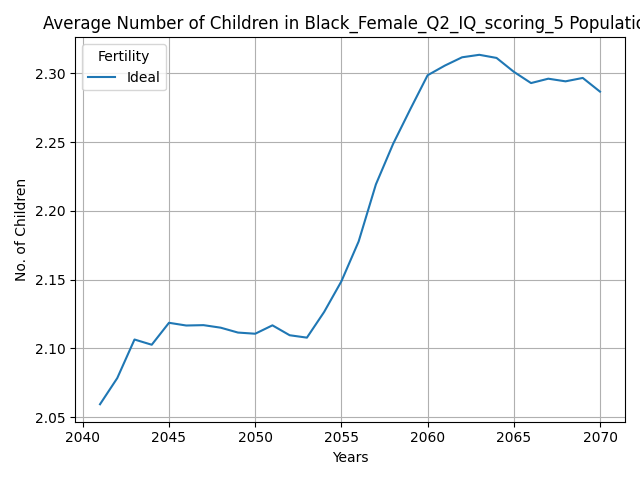 Average Number of Children in Black_Female_Q2_IQ_scoring_5 Populatio
Fertility
Ideal
2.30
2.25
2.20
2.15
2.10
2.05
No. of Children
2040 2045 2050 2055 2060 2065 2070
Years